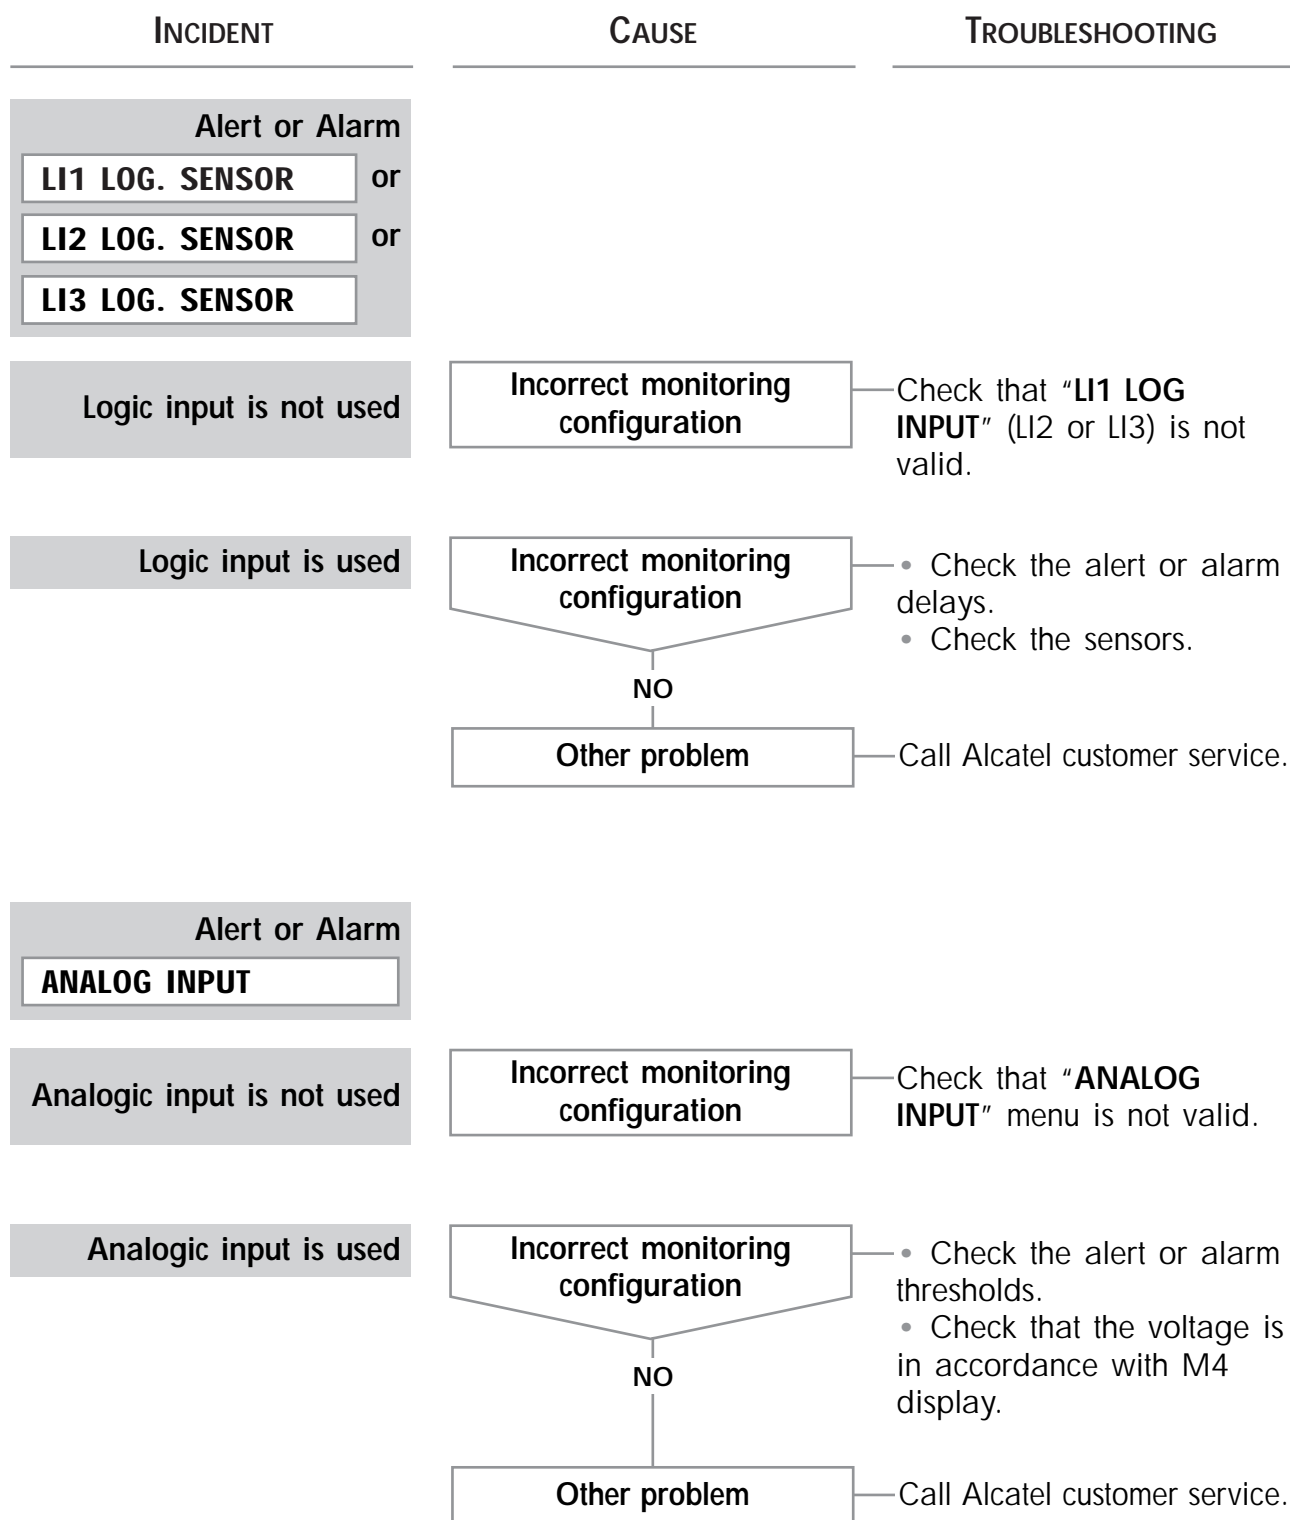 INCIDENT
CAUSE
TROUBLESHOOTING
Alert or Alarm
LI1 LOG. SENSOR or
LI2 LOG. SENSOR or
LI3 LOG. SENSOR
Logic input is not used
Incorrect monitoring
configuration
Check that “LI1 LOG
INPUT” (LI2 or LI3) is not
valid.
Logic input is used
Incorrect monitoring
configuration
• Check the alert or alarm
delays.
• Check the sensors.
NO
Other problem
Call Alcatel customer service.
Alert or Alarm
ANALOG INPUT
Analogic input is not used
Incorrect monitoring
configuration
Check that “ANALOG
INPUT” menu is not valid.
Analogic input is used
Incorrect monitoring
configuration
• Check the alert or alarm
thresholds.
• Check that the voltage is
in accordance with M4
display.
NO
Other problem
Call Alcatel customer service.